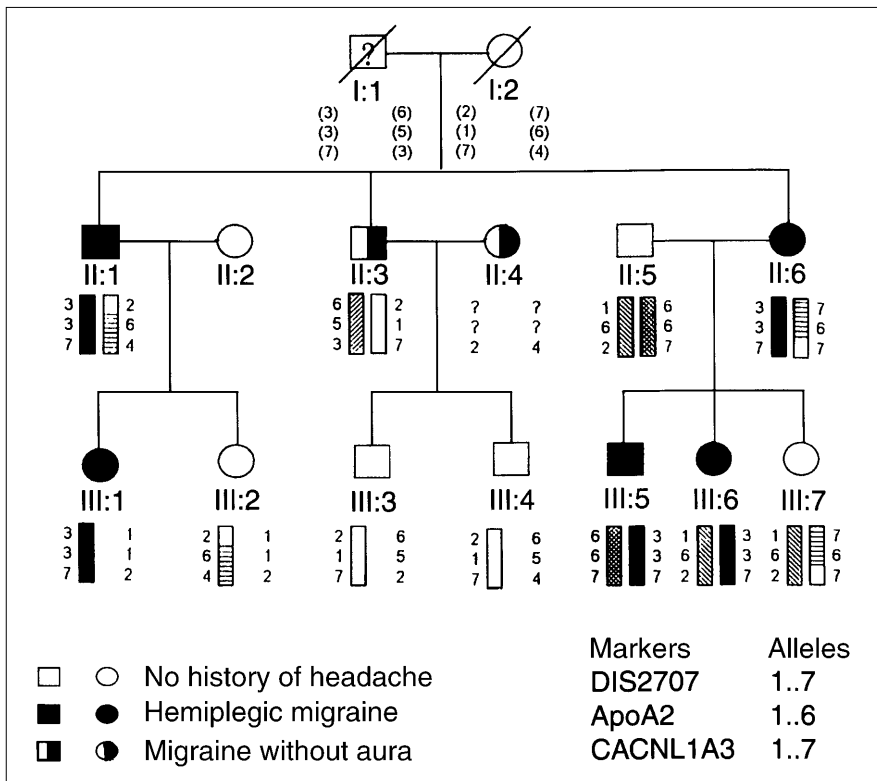 ?
I:1 I:2
(3) (6) (2) (7)
(3) (5) (1) (6)
(7) (3) (7) (4)
II:1 II:2 II:3 II:4 II:5 II:6
3 2 6 2 ? ? 1 6 3 7
3 6 5 1 ? ? 6 6 3 6
7 4 3 7 2 4 2 7 7 7
III:1 III:2 III:3 III:4 III:5 III:6 III:7
3 1 2 1 2 6 2 6 6 3 1 3 1 7
3 1 6 1 1 5 1 5 6 3 6 3 6 6
7 2 4 2 7 2 7 4 7 7 2 7 2 7
No history of headache
Hemiplegic migraine
Migraine without aura
Markers Alleles
DIS2707 1..7
ApoA2 1..6
CACNL1A3 1..7